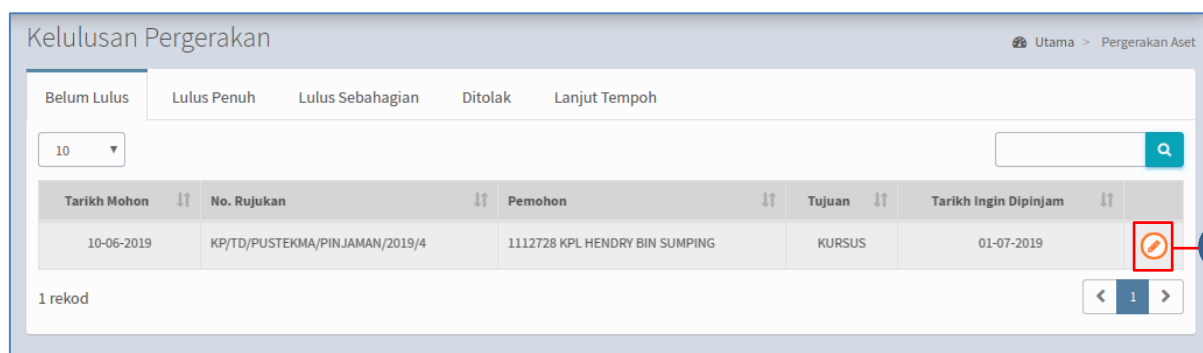 Kelulusan Pergerakan
Utama > Pergerakan Aset
Belum Lulus Lulus Penuh Lulus Sebahagian Ditolak Lanjut Tempoh
10
Tarikh Mohon No. Rujukan Pemohon Tujuan Tarikh Ingin Dipinjam
10-06-2019 KP/TD/PUSTEKMA/PINJAMAN/2019/4 1112728 KPL HENDRY BIN SUMPING KURSUS 01-07-2019
1 rekod < 1 >